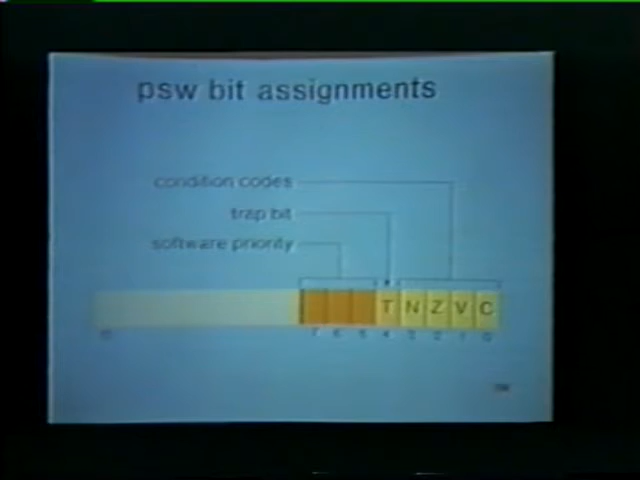 psw bit assignments
condition codes
trap bit
software priority
T N Z V C
7 6 5 4 3 2 1 0